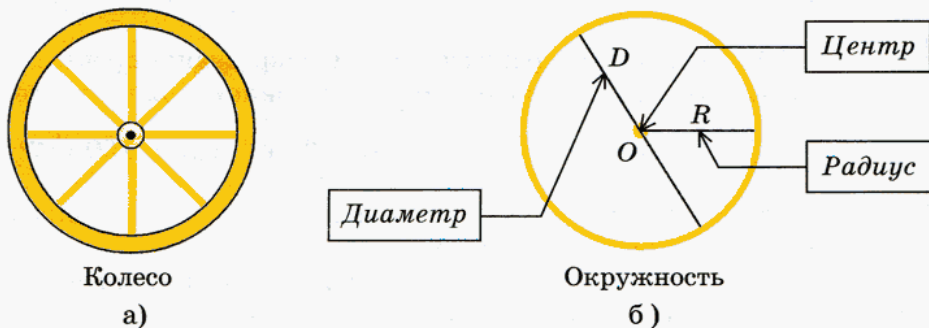 Колесо
а)
D
O
R
Центр
Радиус
Диаметр
Окружность
б )